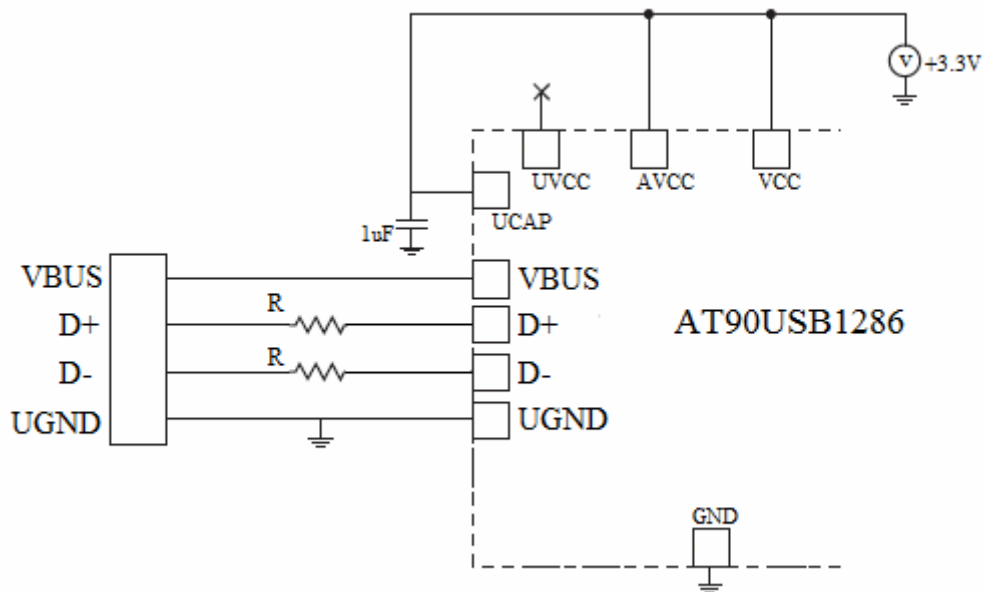 V
+3.3V
UVCC
AVCC
VCC
UCAP
1uF
VBUS
VBUS
R
D+
D+
AT90USB1286
R
D-
D-
UGND
UGND
GND